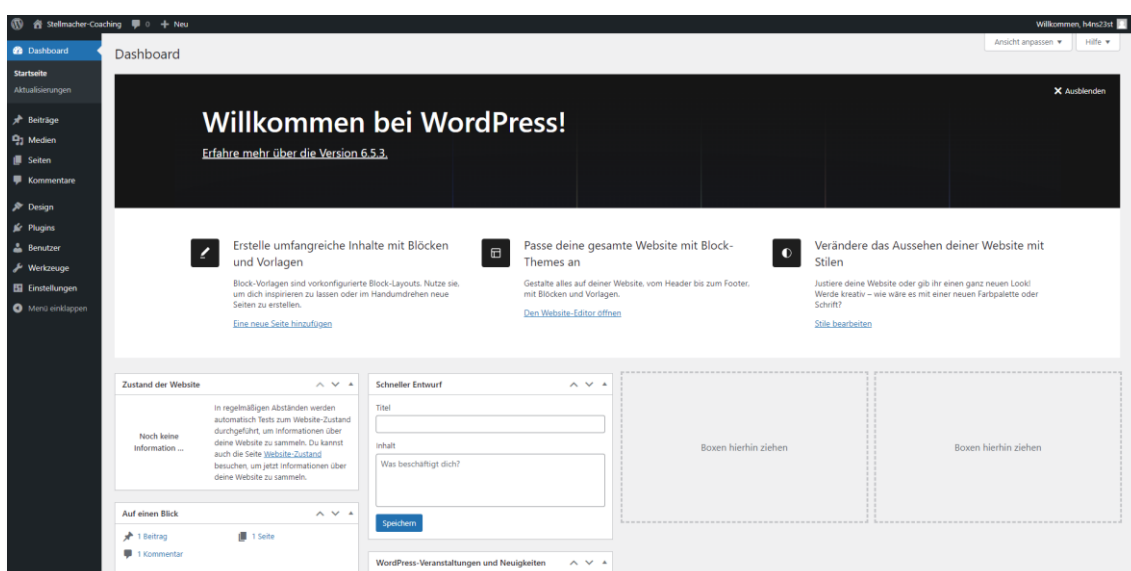 Stellmacher-Coaching 0 + Neu
Willkommen, h4ns23st
Dashboard
Startseite
Aktualisierungen
Beiträge
Medien
Seiten
Kommentare
Design
Plugins
Benutzer
Werkzeuge
Einstellungen
Menü einklappen
Dashboard
Ansicht anpassen ▼
Hilfe ▼
Ausblenden
Willkommen bei WordPress!
Erfahre mehr über die Version 6.5.3.
Erstelle umfangreiche Inhalte mit Blöcken
und Vorlagen
Block-Vorlagen sind vorkonfigurierte Block-Layouts. Nutze sie,
um dich inspirieren zu lassen oder im Handumdrehen neue
Seiten zu erstellen.
Eine neue Seite hinzufügen
Passe deine gesamte Website mit Block-
Themes an
Gestalte alles auf deiner Website, vom Header bis zum Footer,
mit Blöcken und Vorlagen.
Den Website-Editor öffnen
Verändere das Aussehen deiner Website mit
Stilen
Justiere deine Website oder gib ihr einen ganz neuen Look!
Werde kreativ – wie wäre es mit einer neuen Farbpalette oder
Schrift?
Stile bearbeiten
Zustand der Website
Noch keine
Information ...
In regelmäßigen Abständen werden
automatisch Tests zum Website-Zustand
durchgeführt, um Informationen über
deine Website zu sammeln. Du kannst
auch die Seite Website-Zustand
besuchen, um jetzt Informationen über
deine Website zu sammeln.
Auf einen Blick
1 Beitrag
1 Seite
1 Kommentar
Schneller Entwurf
Titel
Inhalt
Was beschäftigt dich?
Speichern
WordPress-Veranstaltungen und Neuigkeiten
Boxen hierhin ziehen
Boxen hierhin ziehen